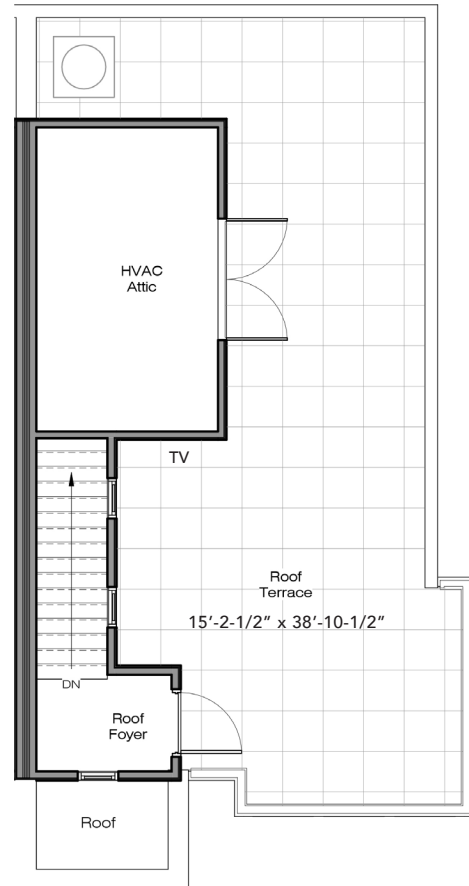 HVAC
Attic
TV
Roof
Terrace
15'-2-1/2" x 38'-10-1/2"
DN
Roof
Foyer
Roof